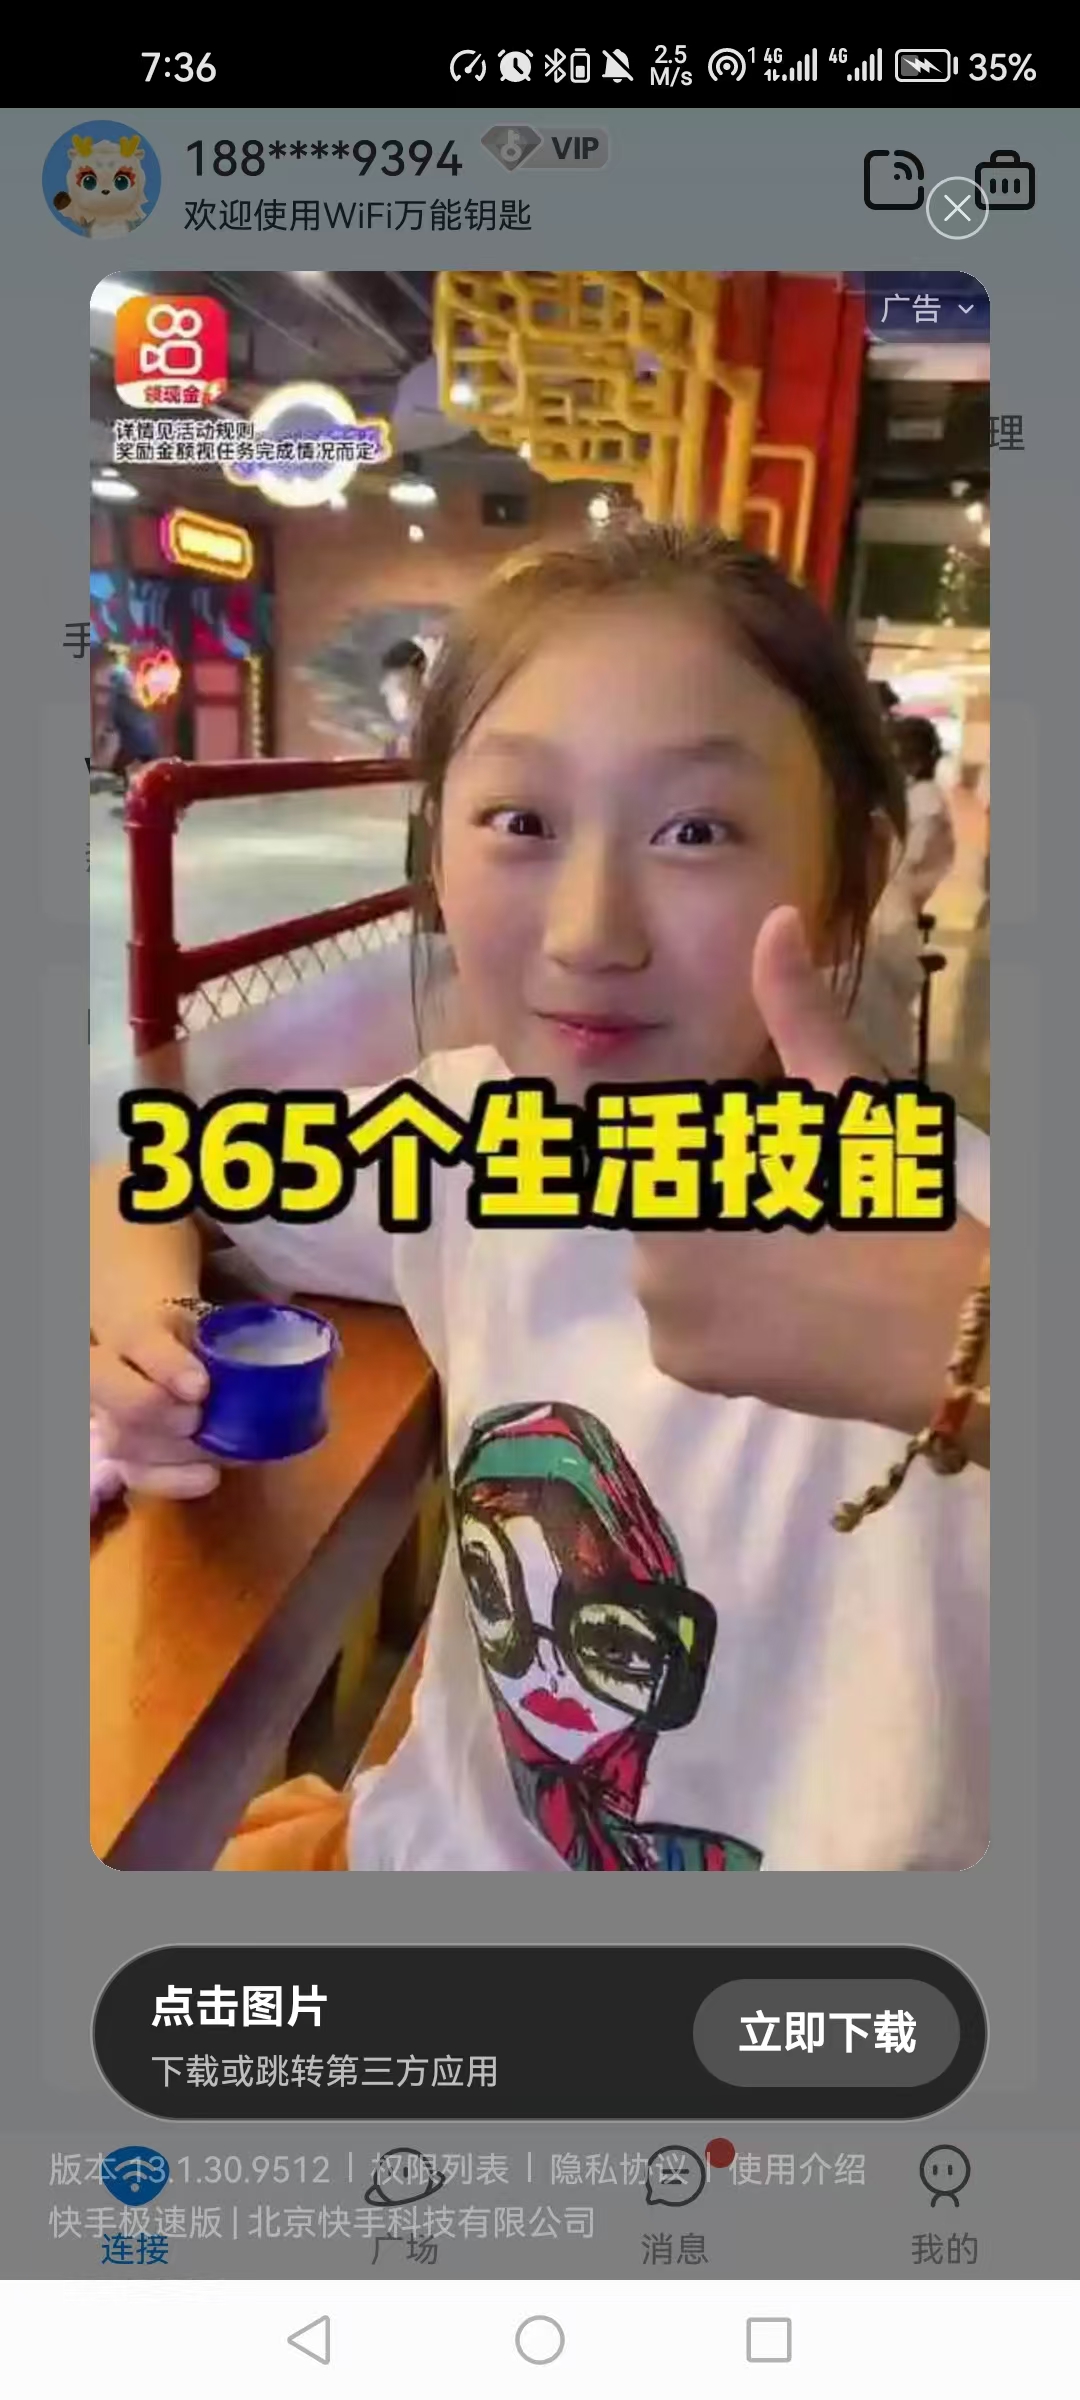 7:36
2.5
M/s
1 4G
4G
35%
188****9394
VIP
欢迎使用WiFi万能钥匙
广告
领现金
详情见活动规则
奖励金额视任务完成情况而定
理
手
365个生活技能
点击图片
下载或跳转第三方应用
立即下载
版本 13.1.30.9512 | 权限列表 | 隐私协议 | 使用介绍
快手极速版 | 北京快手科技有限公司
连接
广场
消息
我的